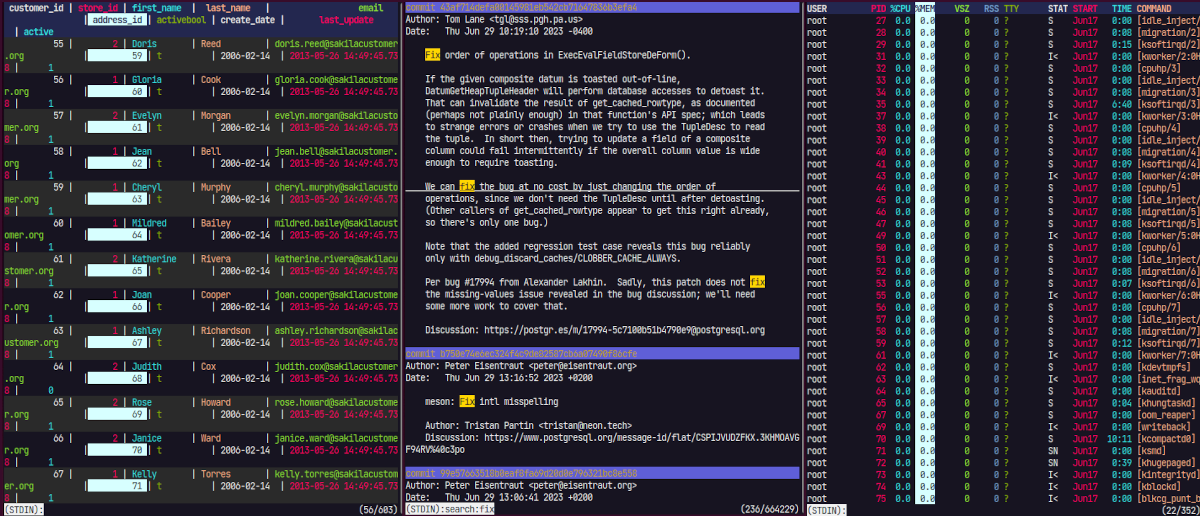 customer_id | store_id | first_name | last_name | email
| address_id | activebool | create_date | last_update
| active
55 | 2 | Doris | Reed | doris.reed@sakilacustomer
.org | 59 | t | 2006-02-14 | 2013-05-26 14:49:45.73
8 | 1
56 | 1 | Gloria | Cook | gloria.cook@sakilacustome
r.org | 60 | t | 2006-02-14 | 2013-05-26 14:49:45.73
8 | 1
57 | 2 | Evelyn | Morgan | evelyn.morgan@sakilacusto
mer.org | 61 | t | 2006-02-14 | 2013-05-26 14:49:45.73
8 | 1
58 | 1 | Jean | Bell | jean.bell@sakilacustomer.
org | 62 | t | 2006-02-14 | 2013-05-26 14:49:45.73
8 | 1
59 | 1 | Cheryl | Murphy | cheryl.murphy@sakilacusto
mer.org | 63 | t | 2006-02-14 | 2013-05-26 14:49:45.73
8 | 1
60 | 1 | Mildred | Bailey | mildred.bailey@sakilacust
omer.org | 64 | t | 2006-02-14 | 2013-05-26 14:49:45.73
8 | 1
61 | 2 | Katherine | Rivera | katherine.rivera@sakilacu
stomer.org | 65 | t | 2006-02-14 | 2013-05-26 14:49:45.73
8 | 1
62 | 1 | Joan | Cooper | joan.cooper@sakilacustome
r.org | 66 | t | 2006-02-14 | 2013-05-26 14:49:45.73
8 | 1
63 | 1 | Ashley | Richardson | ashley.richardson@sakilac
ustomer.org | 67 | t | 2006-02-14 | 2013-05-26 14:49:45.73
8 | 1
64 | 2 | Judith | Cox | judith.cox@sakilacustomer
.org | 68 | t | 2006-02-14 | 2013-05-26 14:49:45.73
8 | 0
65 | 2 | Rose | Howard | rose.howard@sakilacustome
r.org | 69 | t | 2006-02-14 | 2013-05-26 14:49:45.73
8 | 1
66 | 2 | Janice | Ward | janice.ward@sakilacustome
r.org | 70 | t | 2006-02-14 | 2013-05-26 14:49:45.73
8 | 1
67 | 1 | Kelly | Torres | kelly.torres@sakilacustom
er.org | 71 | t | 2006-02-14 | 2013-05-26 14:49:45.73
8 | 1
(STDIN): (56/603)
commit
Author: Tom Lane <tgl@sss.pgh.pa.us>
Date: Thu Jun 29 10:19:10 2023 -0400
Fix order of operations in ExecEvalFieldStoreDeForm().
If the given composite datum is toasted out-of-line,
DatumGetHeapTupleHeader will perform database accesses to detoast it.
That can invalidate the result of get_cached_rowtype, as documented
(perhaps not plainly enough) in that function's API spec; which leads
to strange errors or crashes when we try to use the TupleDesc to read
the tuple. In short then, trying to update a field of a composite
column could fail intermittently if the overall column value is wide
enough to require toasting.
We can fix the bug at no cost by just changing the order of
operations, since we don't need the TupleDesc until after detoasting.
(Other callers of get_cached_rowtype appear to get this right already,
so there's only one bug.)
Note that the added regression test case reveals this bug reliably
only with debug_discard_caches/CLOBBER_CACHE_ALWAYS.
Per bug #17994 from Alexander Lakhin. Sadly, this patch does not fix
the missing-values issue revealed in the bug discussion; we'll need
some more work to cover that.
Discussion: https://postgr.es/m/17994-5c7100b51b4790e9@postgresql.org
commit
Author: Peter Eisentraut <peter@eisentraut.org>
Date: Thu Jun 29 13:16:52 2023 +0200
meson: Fix intl misspelling
Author: Tristan Partin <tristan@neon.tech>
Discussion: https://www.postgresql.org/message-id/flat/CSPIJVUDZFKX.3KHMOAVG
F94RV%40c3po
commit
Author: Peter Eisentraut <peter@eisentraut.org>
Date: Thu Jun 29 13:06:41 2023 +0200
(STDIN):search:fix (236/664229)
USER PID %CPU %MEM VSZ RSS TTY STAT START TIME COMMAND
root 27 0.0 0.0 0 0 ? S Jun17 0:00 [idle_inject/
root 28 0.0 0.0 0 0 ? S Jun17 0:08 [migration/2]
root 29 0.0 0.0 0 0 ? S Jun17 0:15 [ksoftirqd/2]
root 31 0.0 0.0 0 0 ? I< Jun17 0:00 [kworker/2:0H
root 32 0.0 0.0 0 0 ? S Jun17 0:00 [cpuhp/3]
root 33 0.0 0.0 0 0 ? S Jun17 0:00 [idle_inject/
root 34 0.0 0.0 0 0 ? S Jun17 0:08 [migration/3]
root 35 0.0 0.0 0 0 ? S Jun17 6:40 [ksoftirqd/3]
root 37 0.0 0.0 0 0 ? I< Jun17 0:00 [kworker/3:0H
root 38 0.0 0.0 0 0 ? S Jun17 0:00 [cpuhp/4]
root 39 0.0 0.0 0 0 ? S Jun17 0:00 [idle_inject/
root 40 0.0 0.0 0 0 ? S Jun17 0:08 [migration/4]
root 41 0.0 0.0 0 0 ? S Jun17 0:09 [ksoftirqd/4]
root 43 0.0 0.0 0 0 ? I< Jun17 0:00 [kworker/4:0H
root 44 0.0 0.0 0 0 ? S Jun17 0:00 [cpuhp/5]
root 45 0.0 0.0 0 0 ? S Jun17 0:00 [idle_inject/
root 46 0.0 0.0 0 0 ? S Jun17 0:08 [migration/5]
root 47 0.0 0.0 0 0 ? S Jun17 0:08 [ksoftirqd/5]
root 49 0.0 0.0 0 0 ? I< Jun17 0:00 [kworker/5:0H
root 50 0.0 0.0 0 0 ? S Jun17 0:00 [cpuhp/6]
root 51 0.0 0.0 0 0 ? S Jun17 0:00 [idle_inject/
root 52 0.0 0.0 0 0 ? S Jun17 0:08 [migration/6]
root 53 0.0 0.0 0 0 ? S Jun17 0:07 [ksoftirqd/6]
root 55 0.0 0.0 0 0 ? I< Jun17 0:00 [kworker/6:0H
root 56 0.0 0.0 0 0 ? S Jun17 0:00 [cpuhp/7]
root 57 0.0 0.0 0 0 ? S Jun17 0:00 [idle_inject/
root 58 0.0 0.0 0 0 ? S Jun17 0:08 [migration/7]
root 59 0.0 0.0 0 0 ? S Jun17 0:12 [ksoftirqd/7]
root 61 0.0 0.0 0 0 ? I< Jun17 0:00 [kworker/7:0H
root 62 0.0 0.0 0 0 ? S Jun17 0:00 [kdevtmpfs]
root 63 0.0 0.0 0 0 ? I< Jun17 0:00 [inet_frag_wq
root 64 0.0 0.0 0 0 ? S Jun17 0:00 [kauditd]
root 65 0.0 0.0 0 0 ? S Jun17 0:04 [khungtaskd]
root 67 0.0 0.0 0 0 ? S Jun17 0:00 [oom_reaper]
root 69 0.0 0.0 0 0 ? I< Jun17 0:00 [writeback]
root 70 0.0 0.0 0 0 ? S Jun17 10:11 [kcompactd0]
root 71 0.0 0.0 0 0 ? SN Jun17 0:00 [ksmd]
root 72 0.0 0.0 0 0 ? SN Jun17 0:39 [khugepaged]
root 73 0.0 0.0 0 0 ? I< Jun17 0:00 [kintegrityd]
root 74 0.0 0.0 0 0 ? I< Jun17 0:00 [kblockd]
root 75 0.0 0.0 0 0 ? I< Jun17 0:00 [blkcg_punt_b
(STDIN): (22/352)